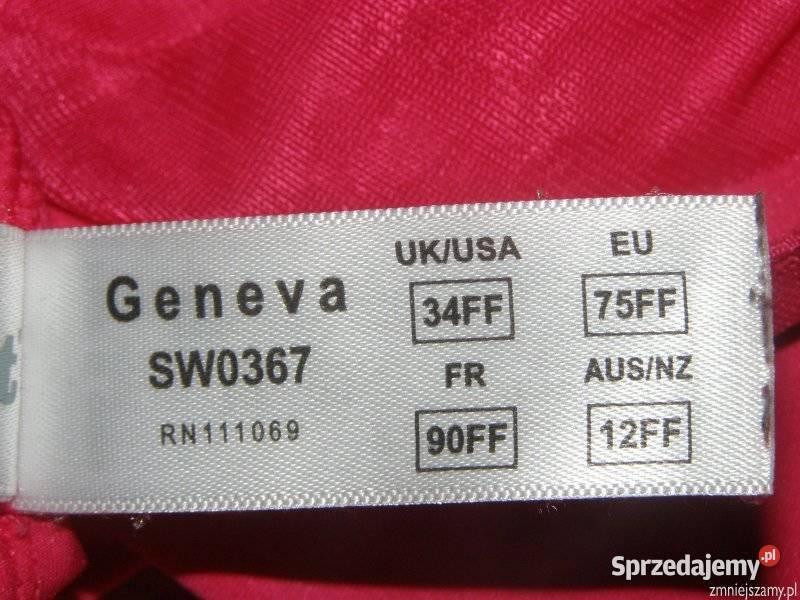 Geneva
SW0367
RN111069
UK/USA
34FF
EU
75FF
FR
90FF
AUS/NZ
12FF
t
Sprzedajemy.pl
zmniejszamy.pl